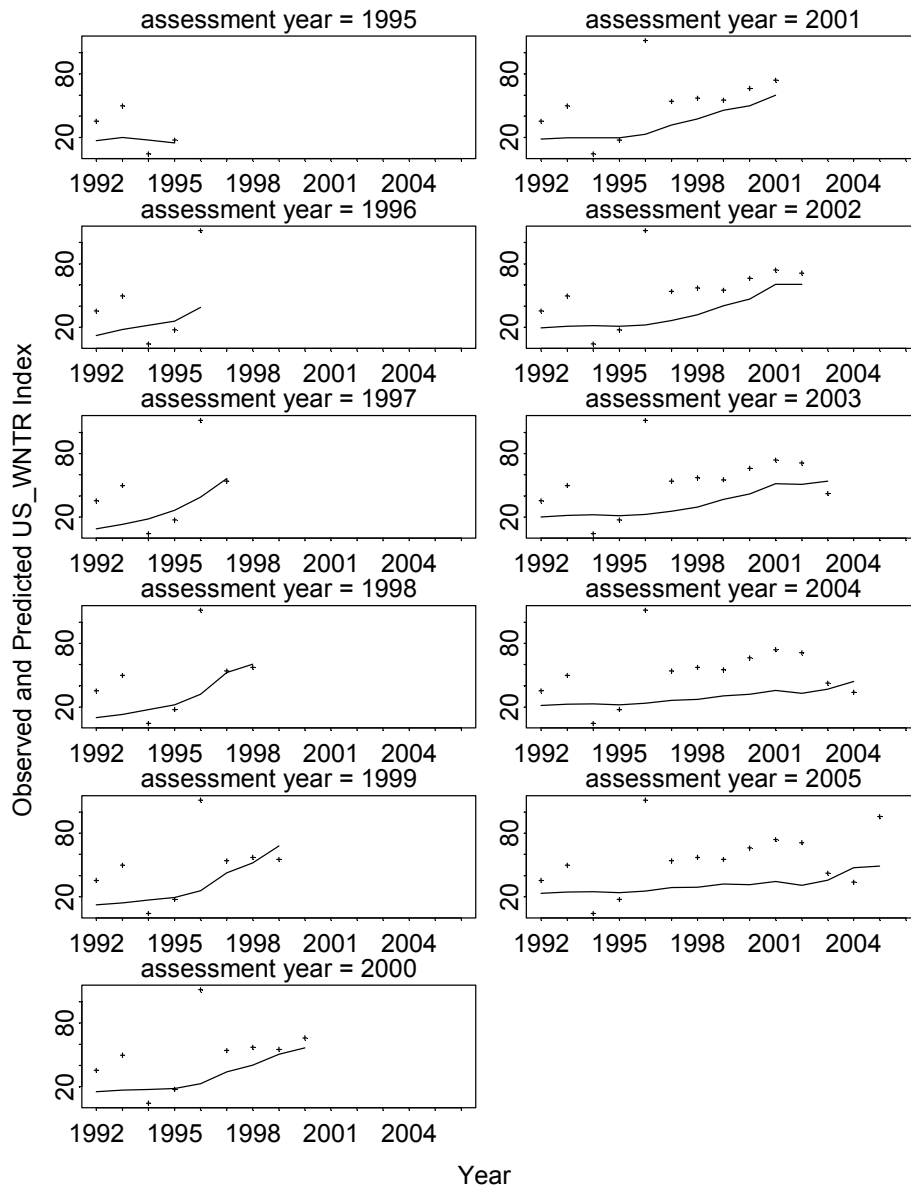 assessment year = 1995
80
20
1992 1995 1998 2001 2004
assessment year = 1996
80
20
1992 1995 1998 2001 2004
assessment year = 1997
80
20
1992 1995 1998 2001 2004
assessment year = 1998
80
20
1992 1995 1998 2001 2004
assessment year = 1999
80
20
1992 1995 1998 2001 2004
assessment year = 2000
80
20
1992 1995 1998 2001 2004
assessment year = 2001
80
20
1992 1995 1998 2001 2004
assessment year = 2002
80
20
1992 1995 1998 2001 2004
assessment year = 2003
80
20
1992 1995 1998 2001 2004
assessment year = 2004
80
20
1992 1995 1998 2001 2004
assessment year = 2005
80
20
1992 1995 1998 2001 2004
Observed and Predicted US_WNTR Index
Year